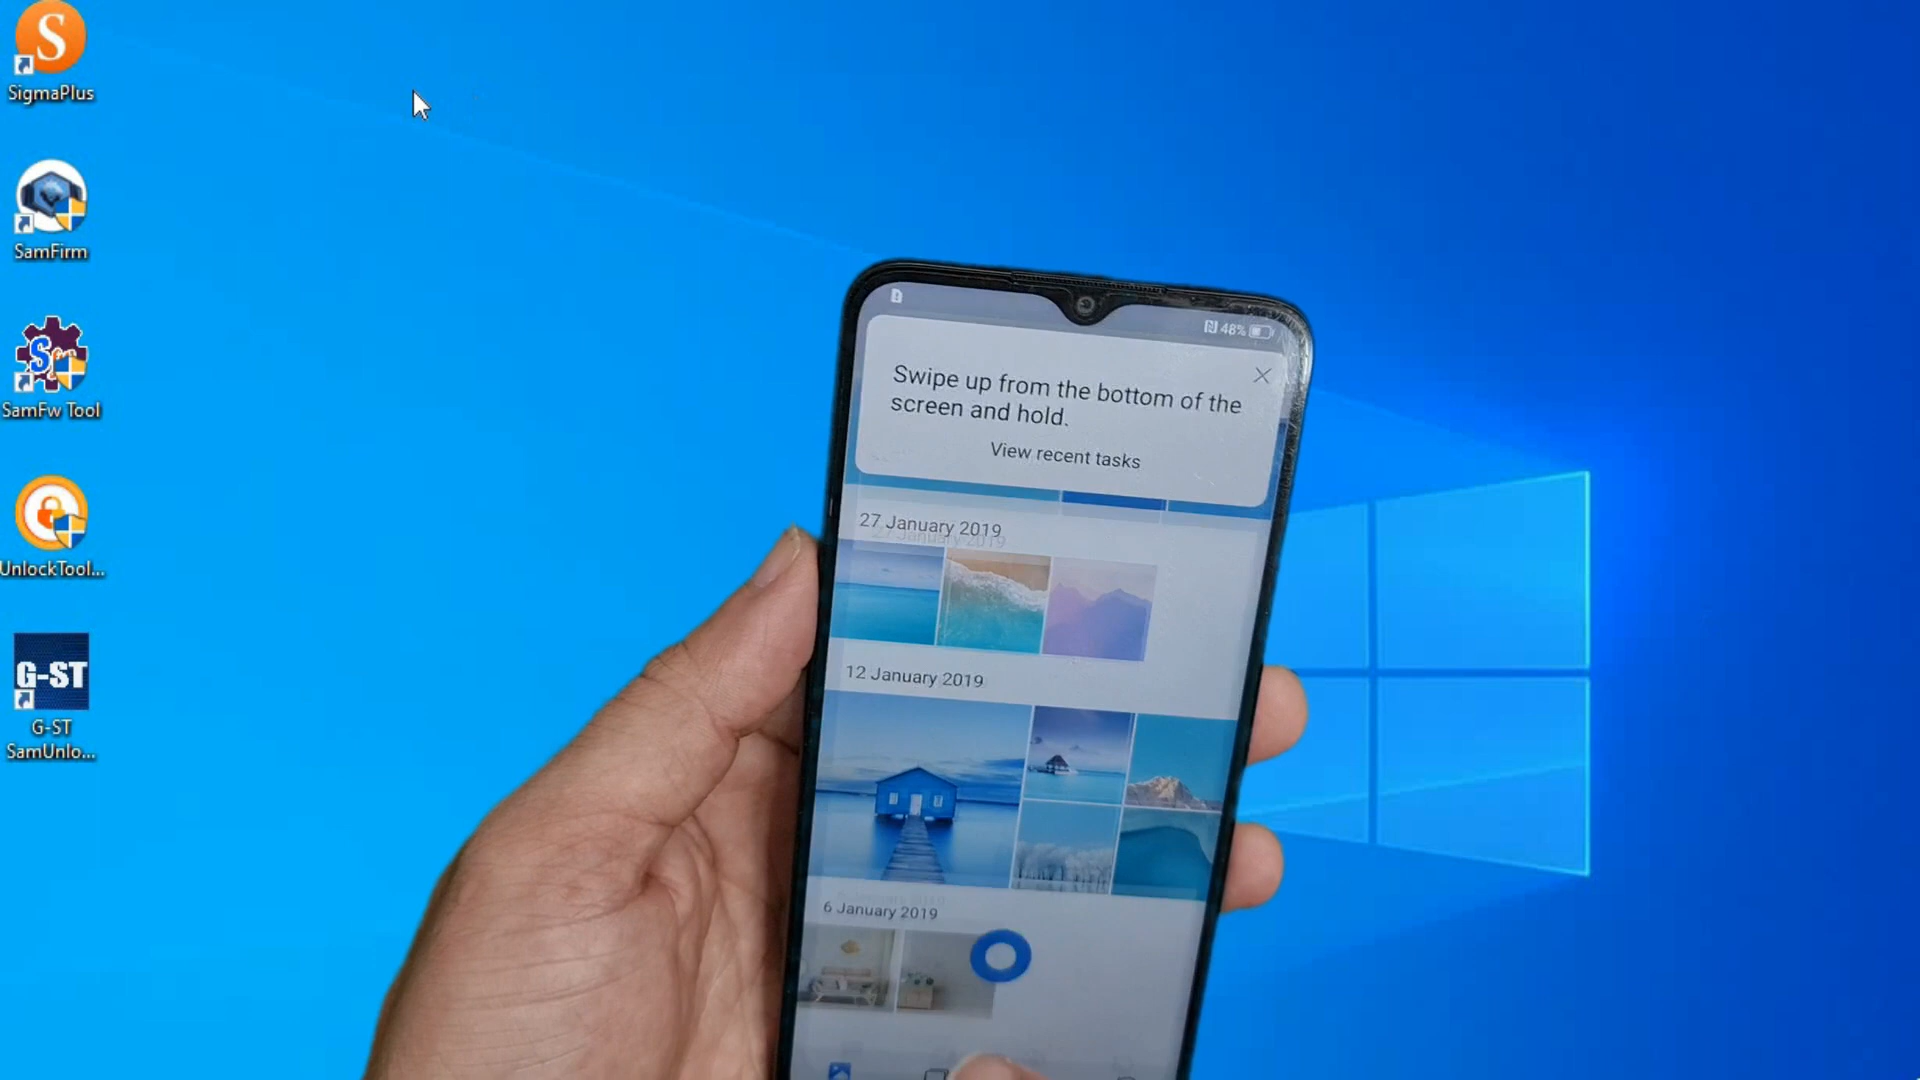 S
SigmaPlus
SamFirm
S
SamFw Tool
UnlockTool...
G-ST
G-ST
SamUnlo...
48%
Swipe up from the bottom of the
screen and hold.
View recent tasks
27 January 2019
12 January 2019
6 January 2019